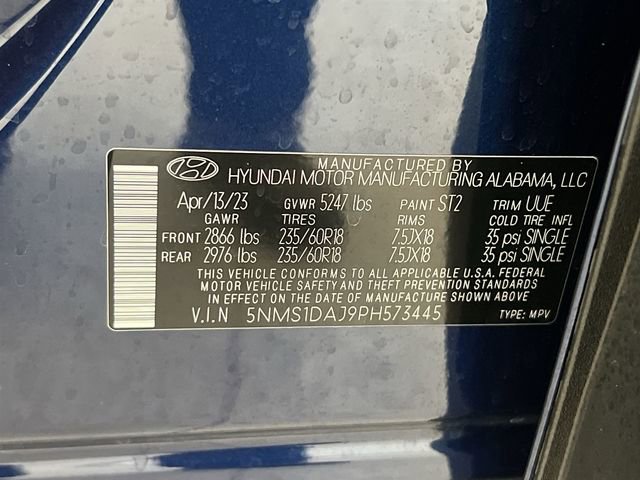 MANUFACTURED BY
HYUNDAI MOTOR MANUFACTURING ALABAMA, LLC
Apr/13/23 GVWR 5247 lbs PAINT ST2 TRIM UUE
GAWR TIRES RIMS COLD TIRE INFL
FRONT 2866 lbs 235/60R18 7.5JX18 35 psi SINGLE
REAR 2976 lbs 235/60R18 7.5JX18 35 psi SINGLE
THIS VEHICLE CONFORMS TO ALL APPLICABLE U.S.A. FEDERAL
MOTOR VEHICLE SAFETY AND THEFT PREVENTION STANDARDS
IN EFFECT ON THE DATE OF MANUFACTURE SHOWN ABOVE
V.I.N 5NMS1DAJ9PH573445 TYPE: MPV